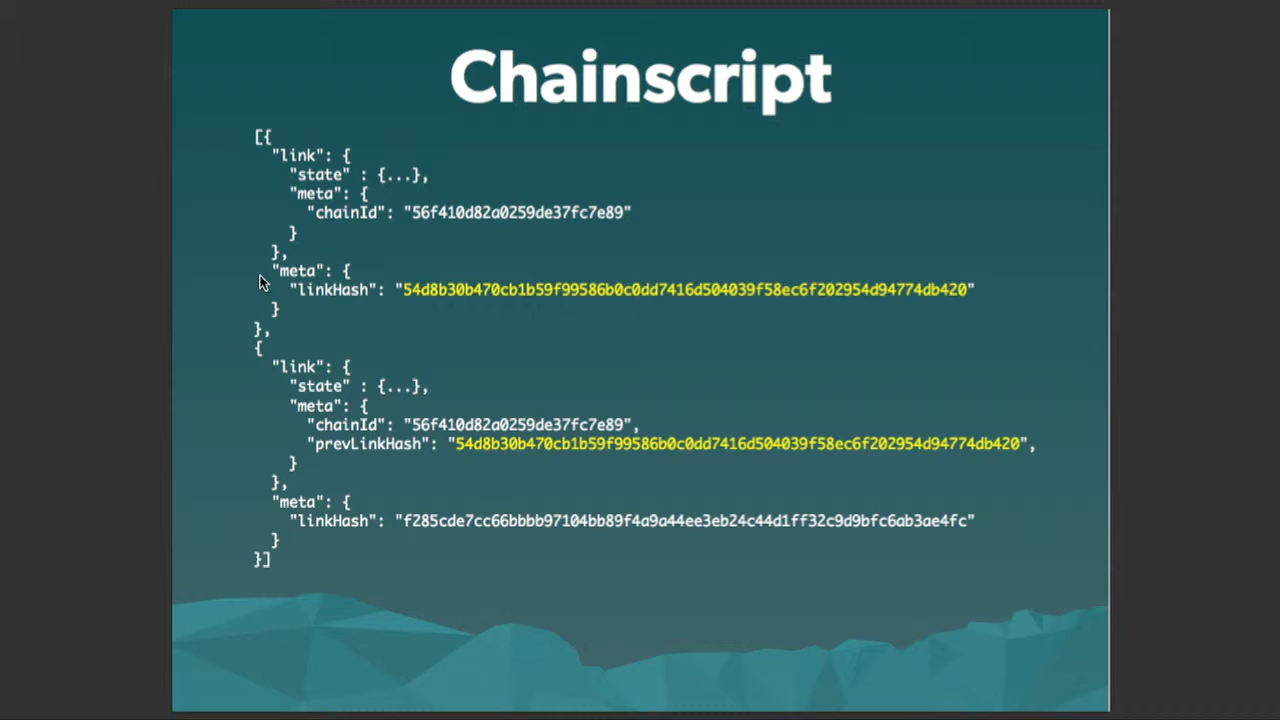 Chainscript
[{
"link": {
"state" : {...},
"meta": {
"chainId": "56f410d82a0259de37fc7e89"
}
},
"meta": {
"linkHash": "54d8b30b470cb1b59f99586b0c0dd7416d504039f58ec6f202954d94774db420"
}
},
{
"link": {
"state" : {...},
"meta": {
"chainId": "56f410d82a0259de37fc7e89",
"prevLinkHash": "54d8b30b470cb1b59f99586b0c0dd7416d504039f58ec6f202954d94774db420",
}
},
"meta": {
"linkHash": "f285cde7cc66bbbb97104bb89f4a9a44ee3eb24c44d1ff32c9d9bfc6ab3ae4fc"
}
}]